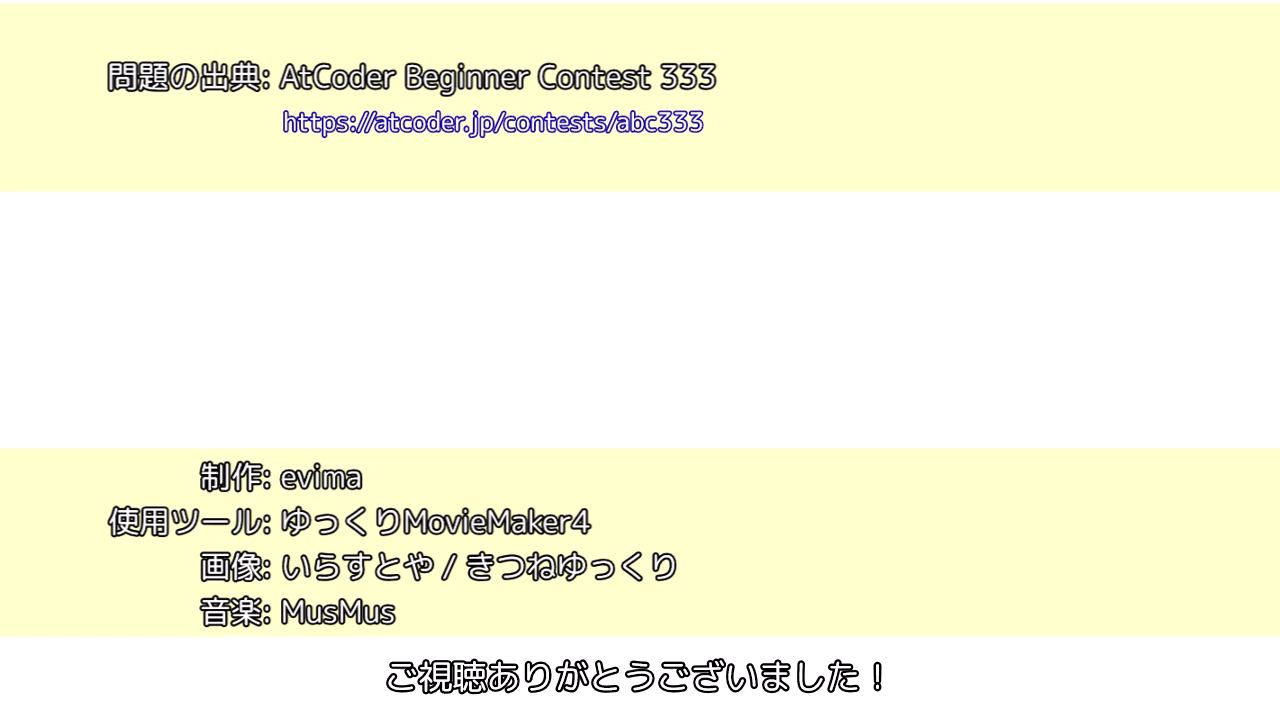 問題の出典: AtCoder Beginner Contest 333
https://atcoder.jp/contests/abc333
制作: evima
使用ツール: ゆっくりMovieMaker4
画像: いらすとや / きつねゆっくり
音楽: MusMus
ご視聴ありがとうございました！